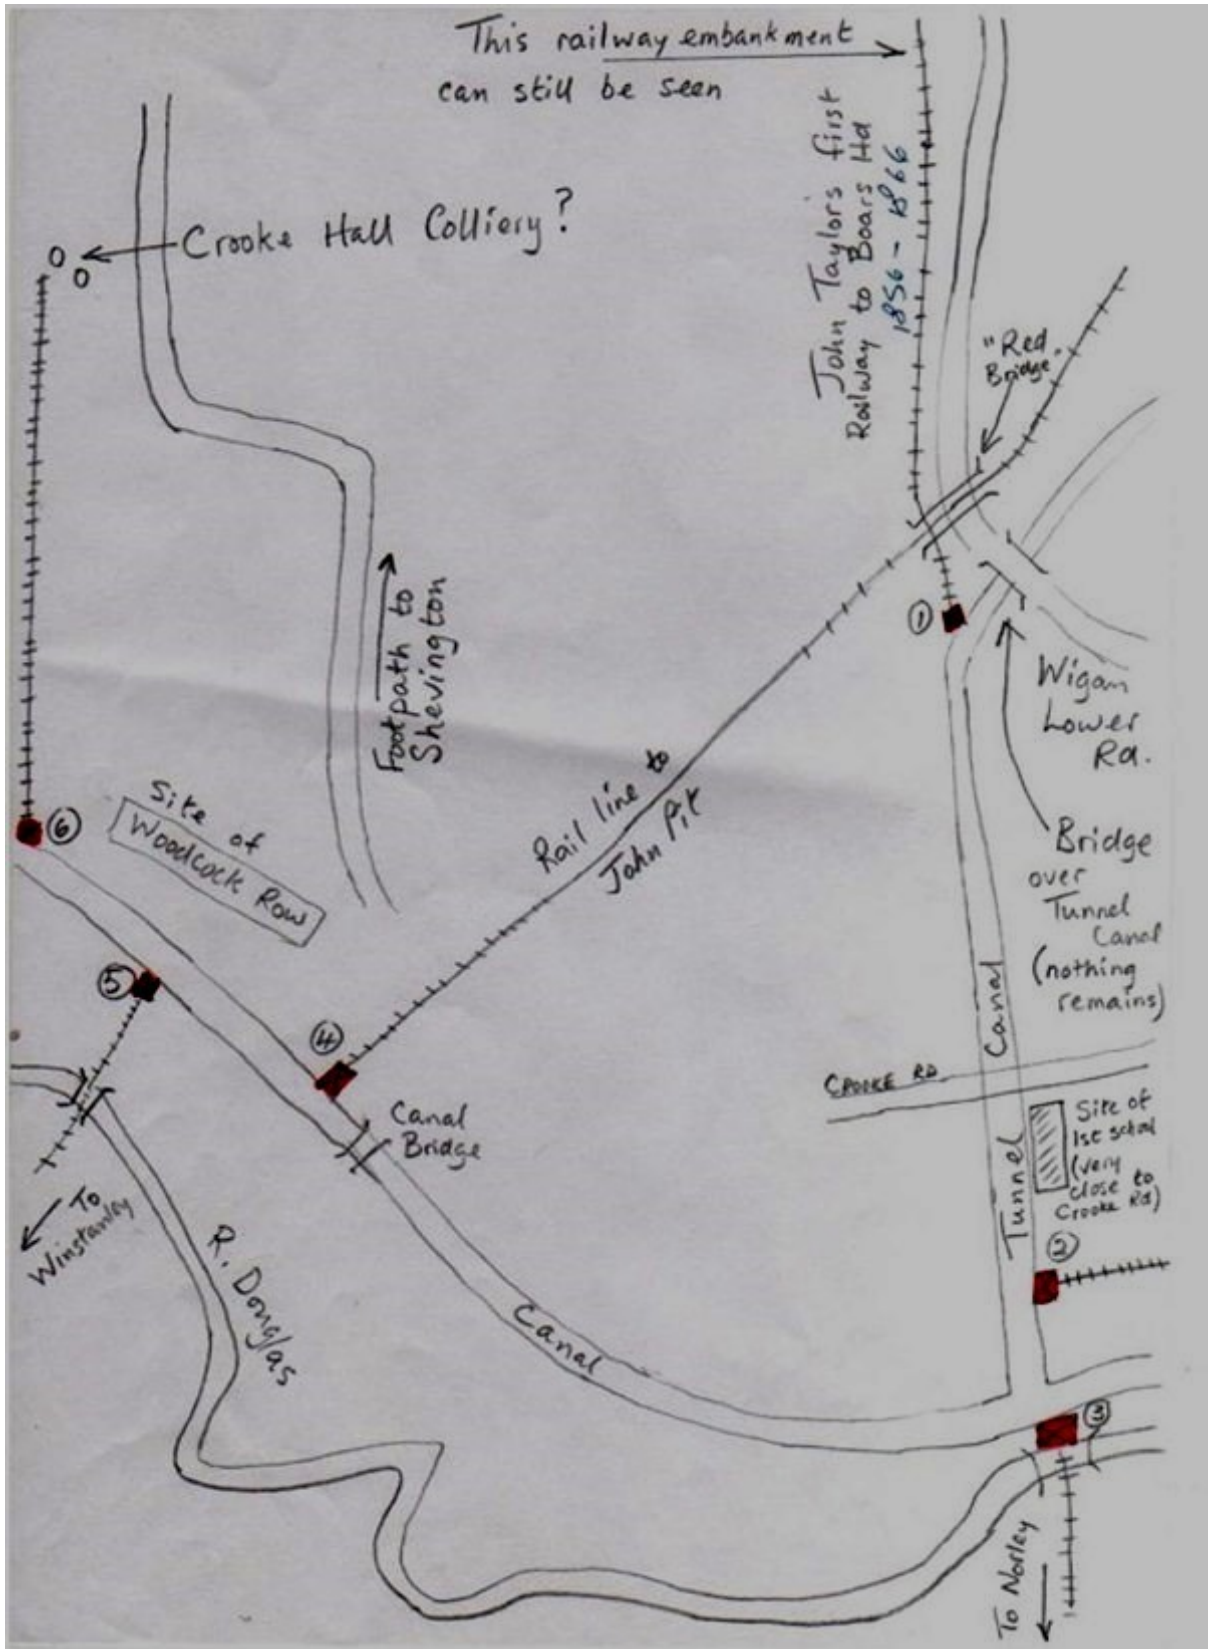 This railway embankment
can still be seen
John Taylors first
Railway to Boars Hd
1856 - 1866
Crooke Hall Colliery?
"Red
Bridge
Footpath to
Shevington
①
Wigan
Lower
Rd.
Rail line to
John Pit
Bridge
over
Tunnel
Canal
(nothing
remains)
⑥
Site of
Woodcock Row
⑤
④
Canal
Bridge
CROOKE RD
Tunnel Canal
Site of
1st school
(very
close to
Crooke Rd)
②
To
Winstanley
R. Douglas
Canal
③
To Norley